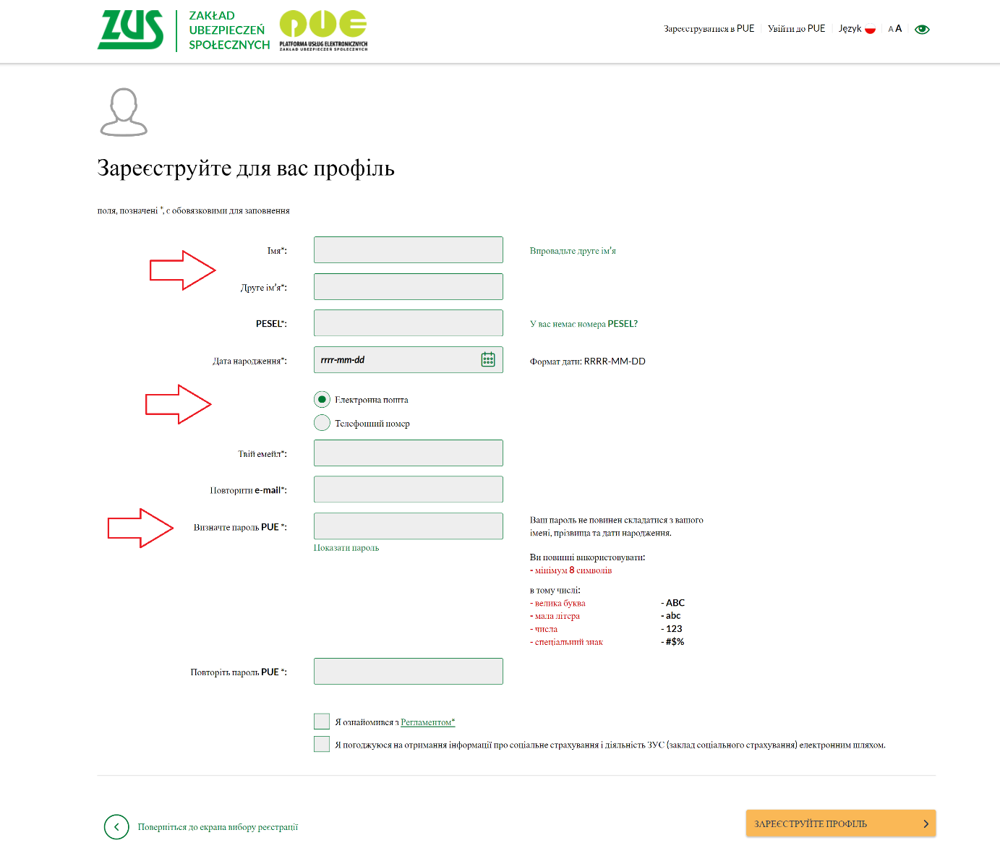 ZUS
ZAKŁAD
UBEZPIECZEŃ
SPOŁECZNYCH
PUE
PLATFORMA USŁUG ELEKTRONICZNYCH
ZAKŁAD UBEZPIECZEŃ SPOŁECZNYCH
Зареєструватися в PUE
Увійти до PUE
Język
A A
Зареєструйте для вас профіль
поля, позначені *, є обовязковими для заповнення
Імя*:
Впровадьте друге ім'я
Друге ім'я*:
PESEL*:
У вас немає номера PESEL?
Дата народження*:
rrrr-mm-dd
Формат дати: RRRR-MM-DD
Електронна пошта
Телефонний номер
Твій емейл*:
Повторити e-mail*:
Визначте пароль PUE *:
Показати пароль
Ваш пароль не повинен складатися з вашого
імені, прізвища та дати народження.
Ви повинні використовувати:
- мінімум 8 символів
в тому числі:
- велика буква - ABC
- мала літера - abc
- числа - 123
- спеціальний знак - #$%
Повторіть пароль PUE *:
Я ознайомився з Регламентом*
Я погоджуюся на отримання інформації про соціальне страхування і діяльність ЗУС (заклад соціального страхування) електронним шляхом.
Поверніться до екрана вибору реєстрації
ЗАРЕЄСТРУЙТЕ ПРОФІЛЬ